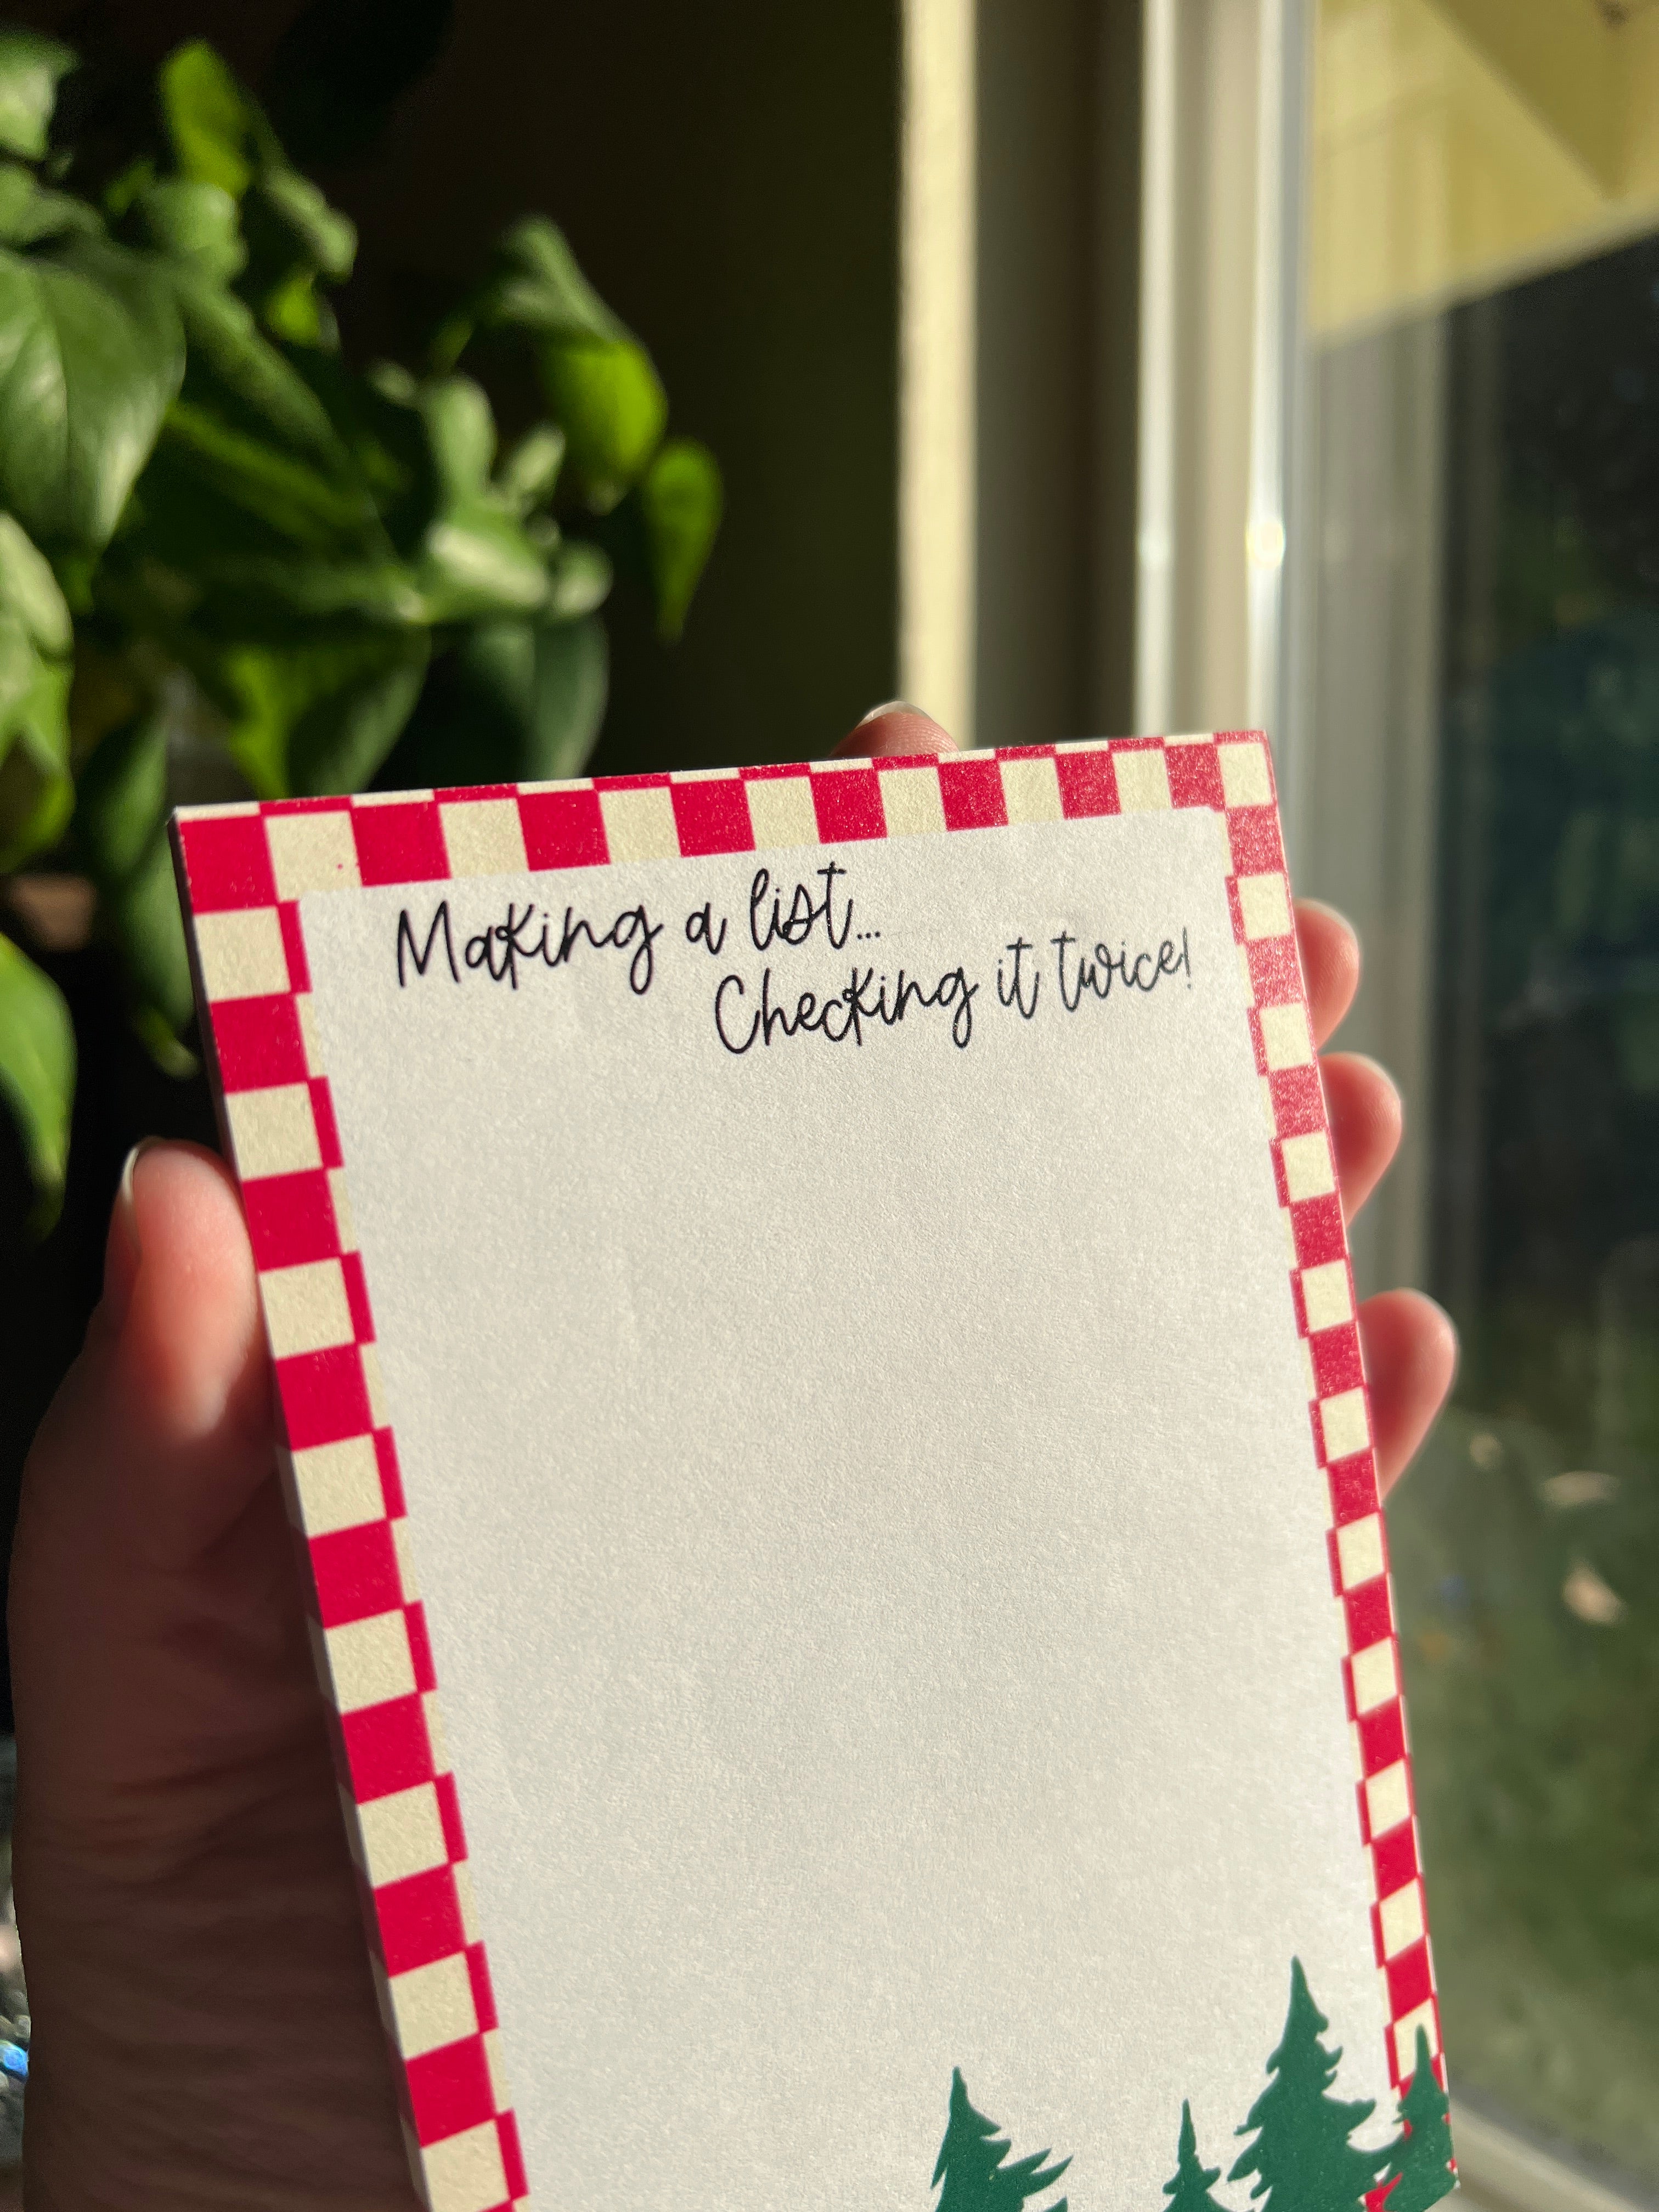 Making a list...
Checking it twice!